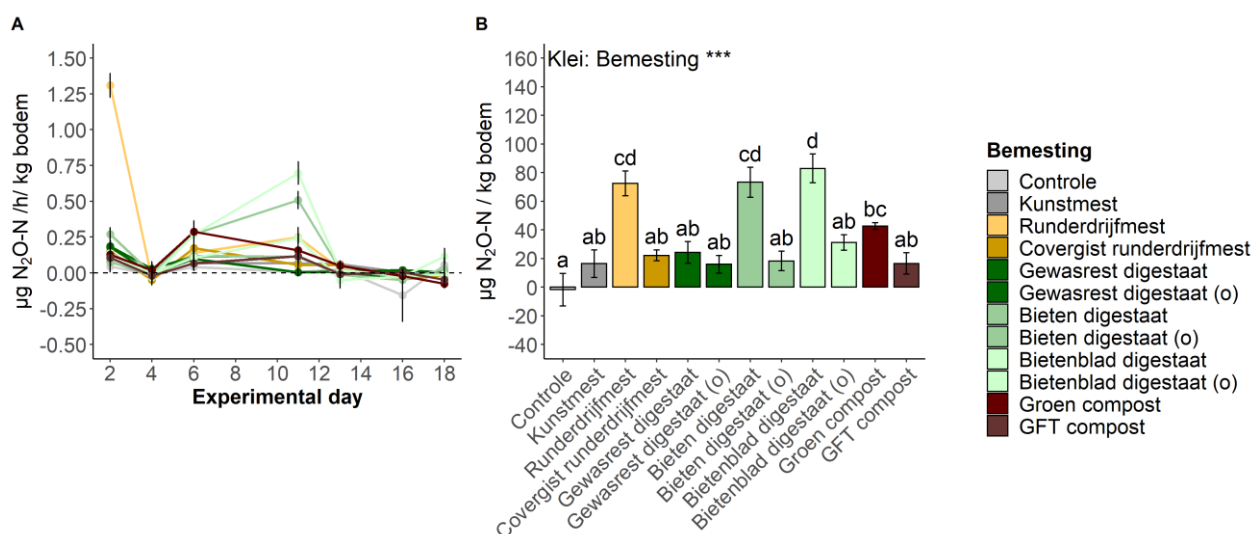 A
µg N₂O-N /h/ kg bodem
1.50
1.25
1.00
0.75
0.50
0.25
0.00
-0.25
-0.50
2 4 6 8 10 12 14 16 18
Experimental day
B
Klei: Bemesting ***
µg N₂O-N / kg bodem
160
140
120
100
80
60
40
20
0
-20
-40
a ab cd ab ab ab cd ab d ab bc ab
Controle
Kunstmest
Runderdrijfmest
Covergist runderdrijfmest
Gewasrest digestaat
Gewasrest digestaat (o)
Bieten digestaat
Bieten digestaat (o)
Bietenblad digestaat
Bietenblad digestaat (o)
Groen compost
GFT compost
Bemesting
Controle
Kunstmest
Runderdrijfmest
Covergist runderdrijfmest
Gewasrest digestaat
Gewasrest digestaat (o)
Bieten digestaat
Bieten digestaat (o)
Bietenblad digestaat
Bietenblad digestaat (o)
Groen compost
GFT compost